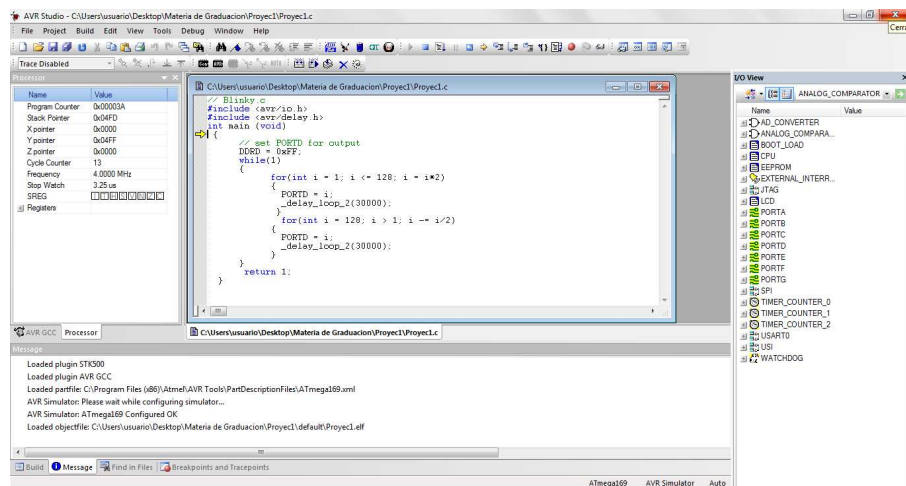 AVR Studio - C:\Users\usuario\Desktop\Materia de Graduacion\Proyec1\Proyec1.c
File Project Build Edit View Tools Debug Window Help
Cerra
Trace Disabled
Processor
Name Value
Program Counter 0x00003A
Stack Pointer 0x04FD
X pointer 0x0000
Y pointer 0x04FF
Z pointer 0x0000
Cycle Counter 13
Frequency 4.0000 MHz
Stop Watch 3.25 us
SREG I T H S V N Z C
Registers
AVR GCC Processor
C:\Users\usuario\Desktop\Materia de Graduacion\Proyec1\Proyec1.c
// Blinky.c
#include <avr/io.h>
#include <avr/delay.h>
int main (void)
{
// set PORTD for output
DDRD = 0xFF;
while(1)
{
for(int i = 1; i <= 128; i = i*2)
{
PORTD = i;
_delay_loop_2(30000);
}
for(int i = 128; i > 1; i -= i/2)
{
PORTD = i;
_delay_loop_2(30000);
}
}
return 1;
}
C:\Users\usuario\Desktop\Materia de Graduacion\Proyec1\Proyec1.c
I/O View
ANALOG_COMPARATOR
Name Value
AD_CONVERTER
ANALOG_COMPARA...
BOOT_LOAD
CPU
EEPROM
EXTERNAL_INTERR...
JTAG
LCD
PORTA
PORTB
PORTC
PORTD
PORTE
PORTF
PORTG
SPI
TIMER_COUNTER_0
TIMER_COUNTER_1
TIMER_COUNTER_2
USART0
USI
WATCHDOG
Message
Loaded plugin STK500
Loaded plugin AVR GCC
Loaded partfile: C:\Program Files (x86)\Atmel\AVR Tools\PartDescriptionFiles\ATmega169.xml
AVR Simulator: Please wait while configuring simulator...
AVR Simulator: ATmega169 Configured OK
Loaded objectfile: C:\Users\usuario\Desktop\Materia de Graduacion\Proyec1\default\Proyec1.elf
Build Message Find in Files Breakpoints and Tracepoints
ATmega169 AVR Simulator Auto